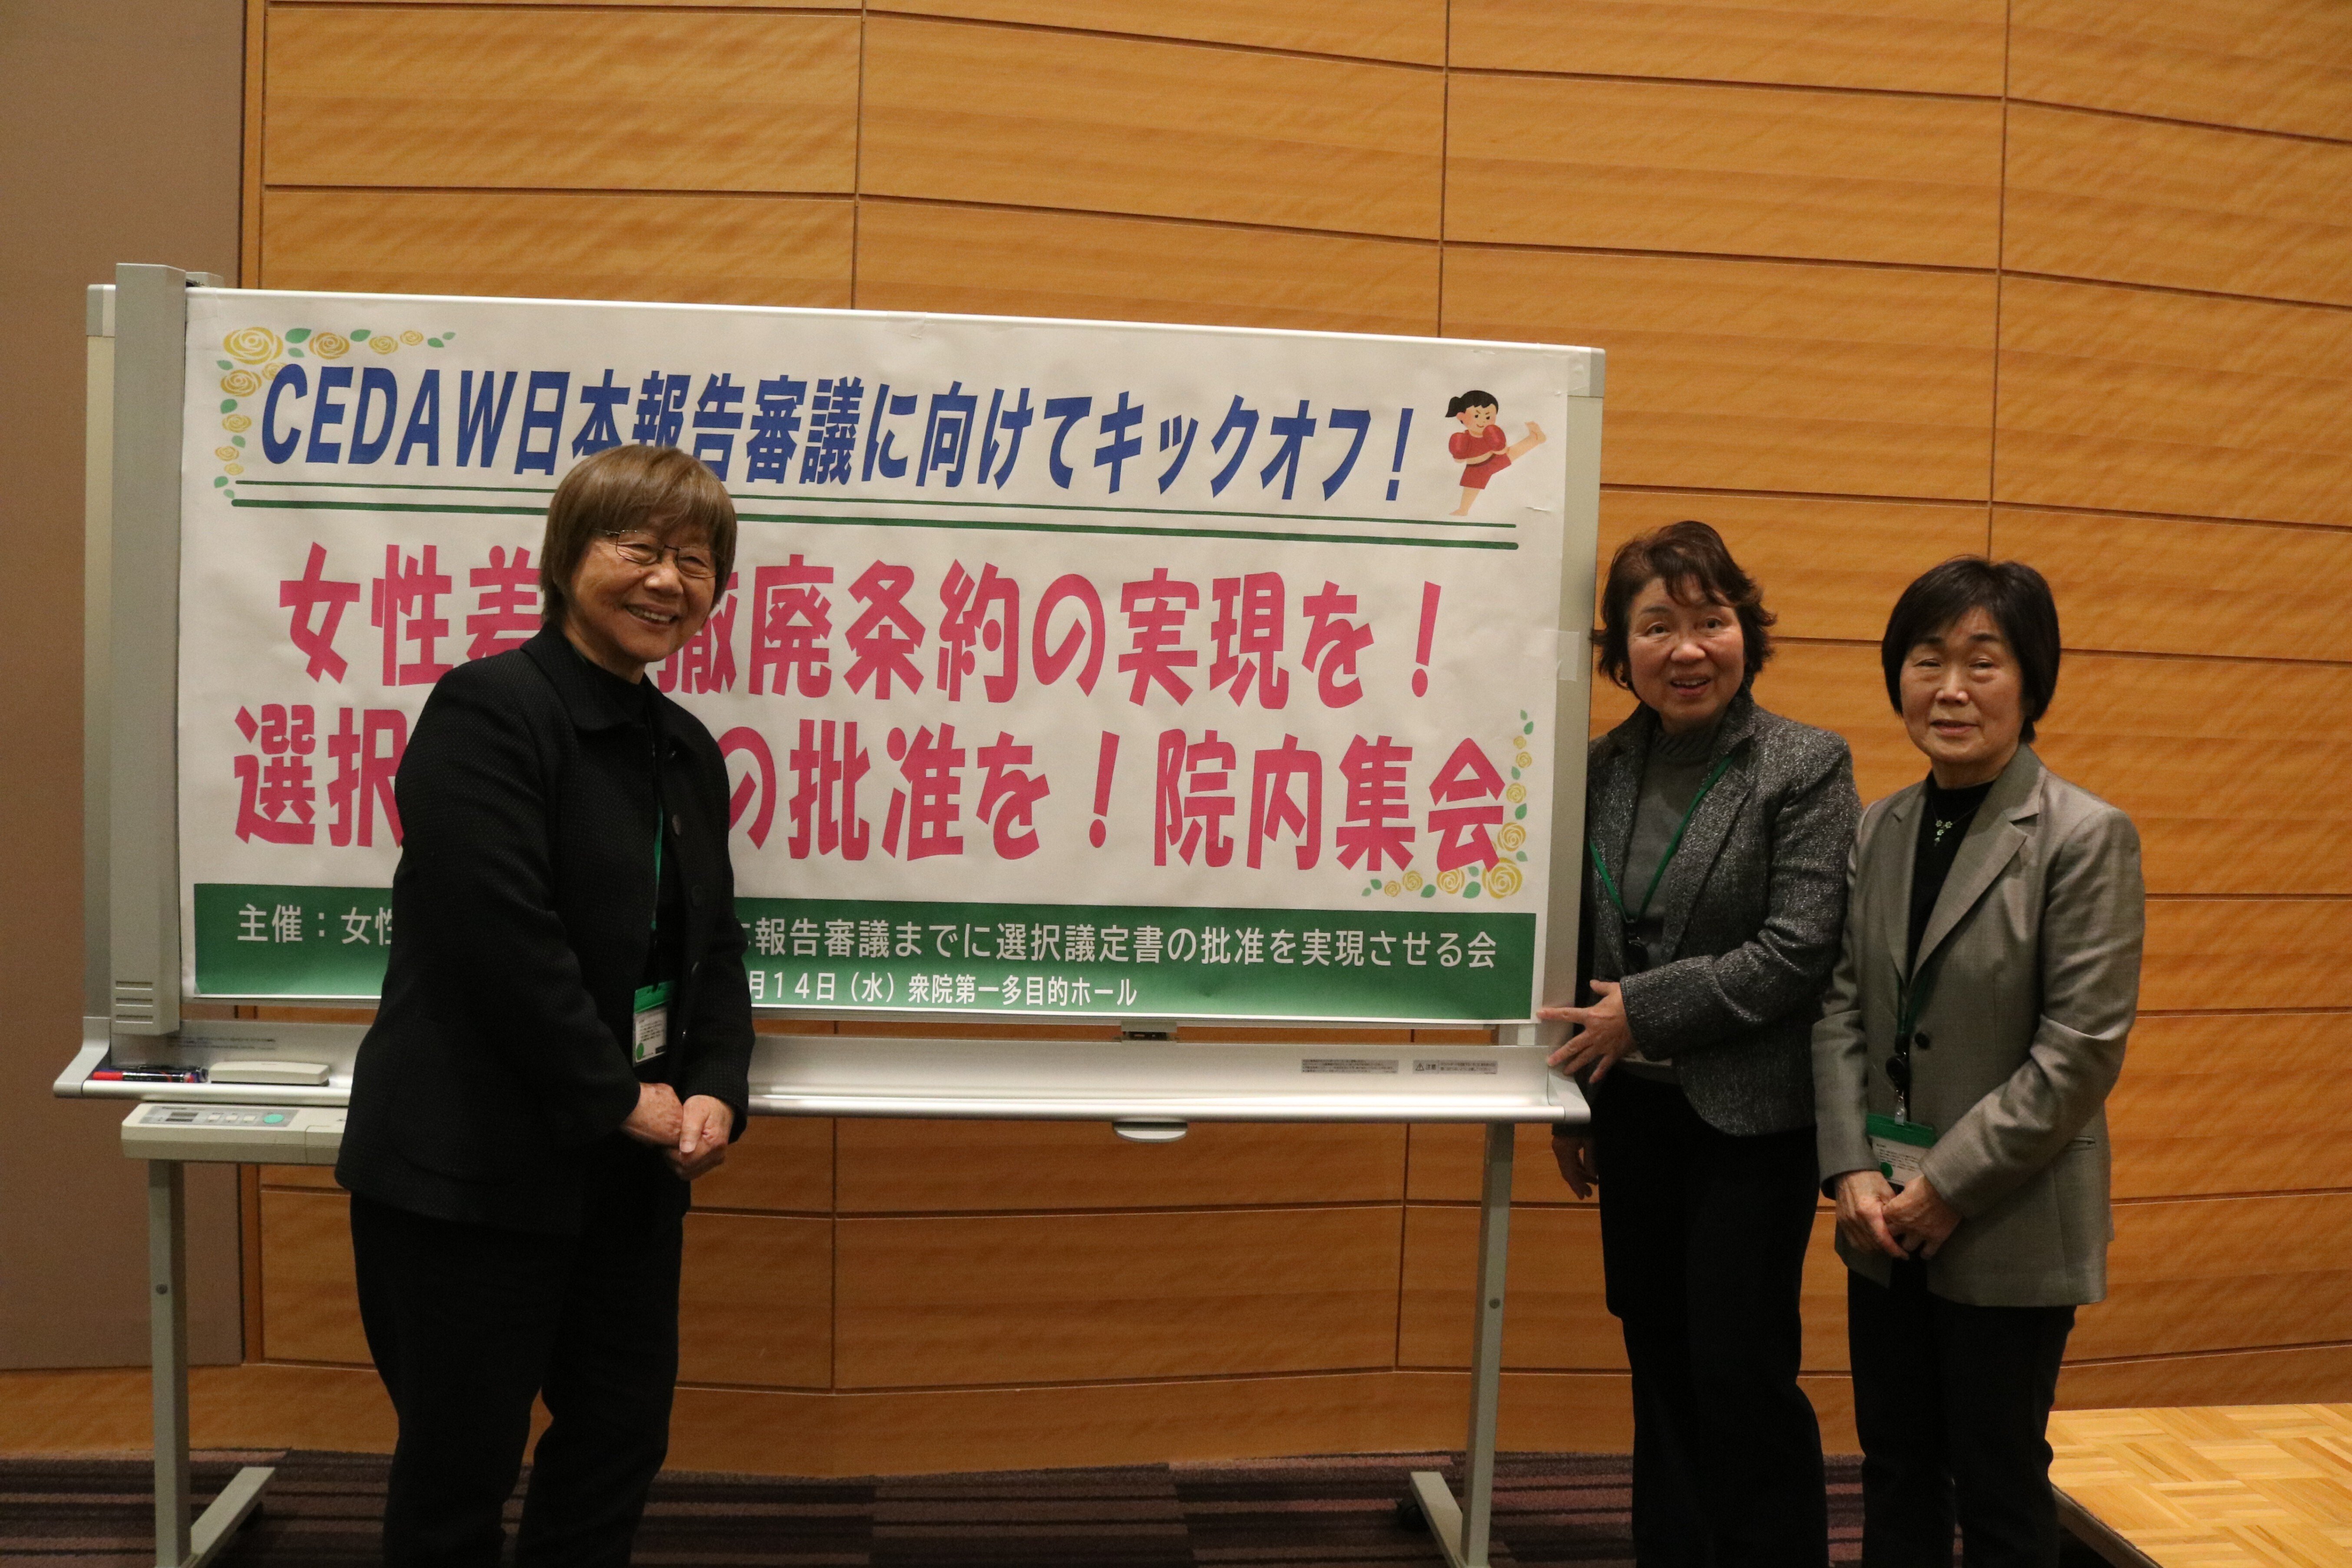 CEDAW日本報告審議に向けてキックオフ!
女性差 撤廃条約の実現を!
選択 の批准を!院内集会
主催:女性 報告審議までに選択議定書の批准を実現させる会
月14日(水)衆院第一多目的ホール
注意